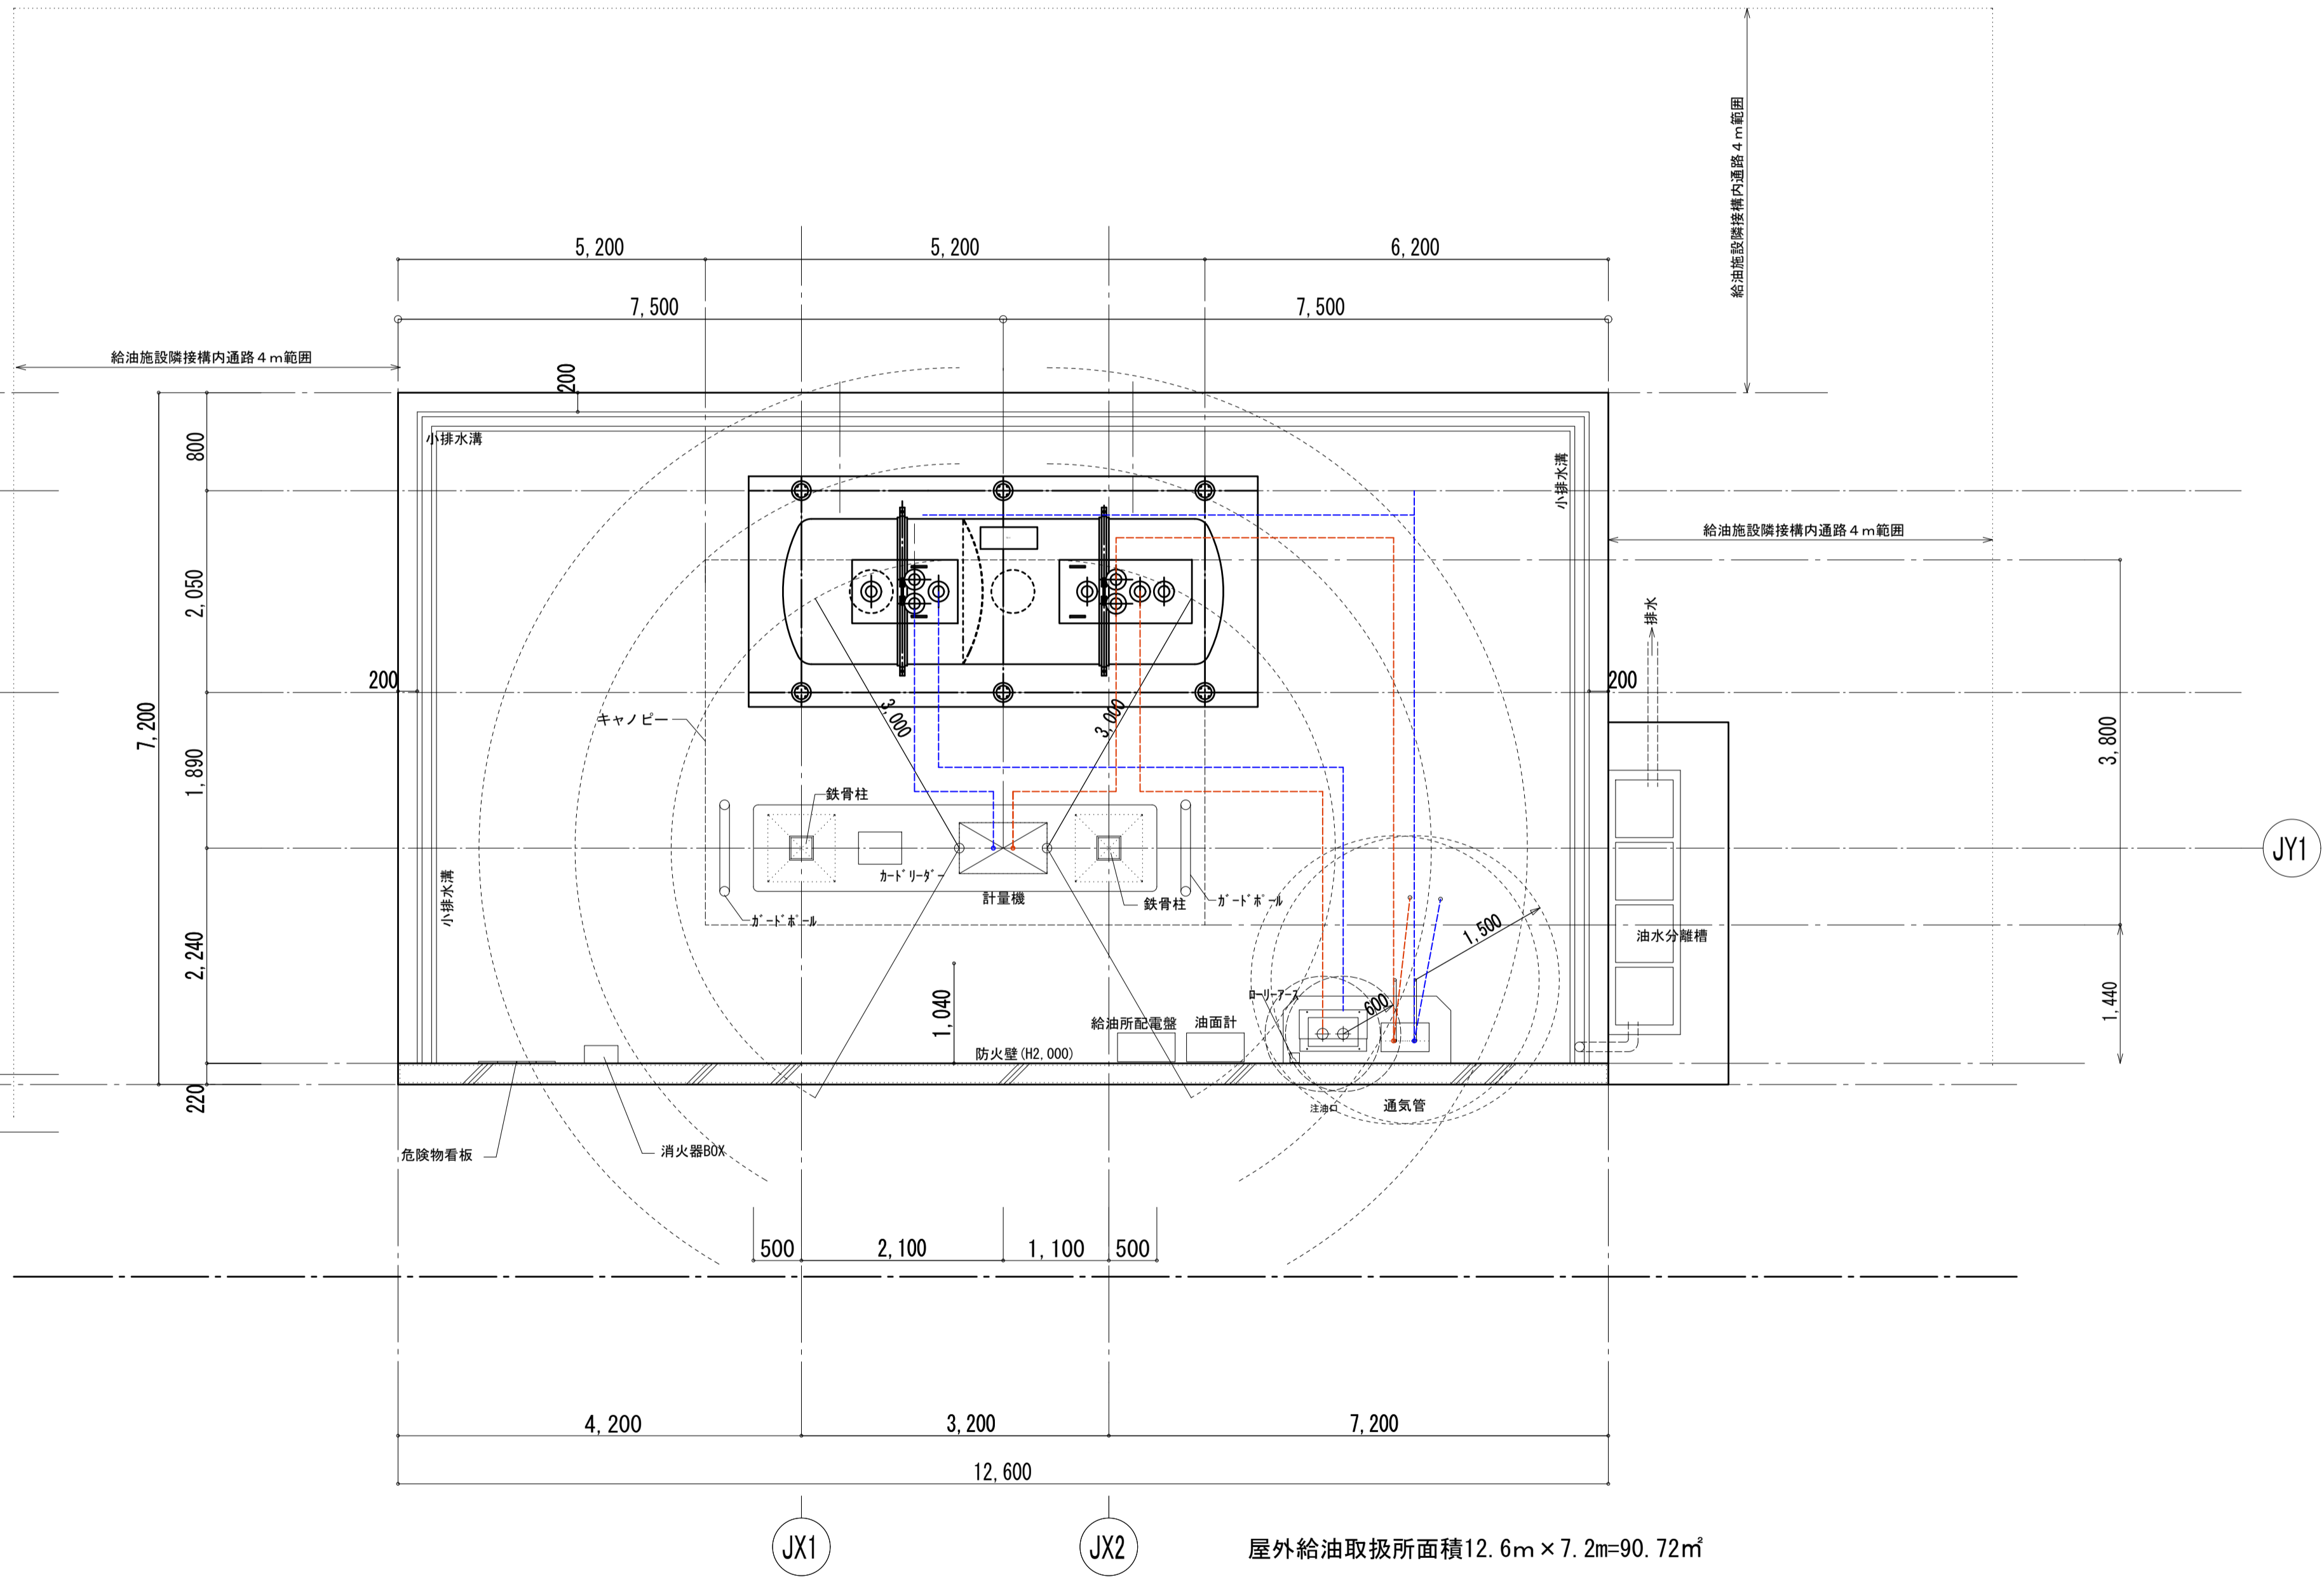 給油施設隣接構内通路４ｍ範囲
5,200
5,200
6,200
7,500
7,500
給油施設隣接構内通路４ｍ範囲
200
小排水溝
小排水溝
800
給油施設隣接構内通路４ｍ範囲
2,050
排水
200
200
7,200
キャノピー
3,000
3,000
3,800
1,890
鉄骨柱
JY1
カードリーダー
小排水溝
計量機
鉄骨柱
ガードポール
ガードポール
1,500
油水分離槽
2,240
1,040
ローリーアース
600
1,440
給油所配電盤
油面計
防火壁(H2,000)
220
注油口
通気管
危険物看板
消火器BOX
500
2,100
1,100
500
4,200
3,200
7,200
12,600
JX1
JX2
屋外給油取扱所面積12.6ｍ×7.2m=90.72㎡